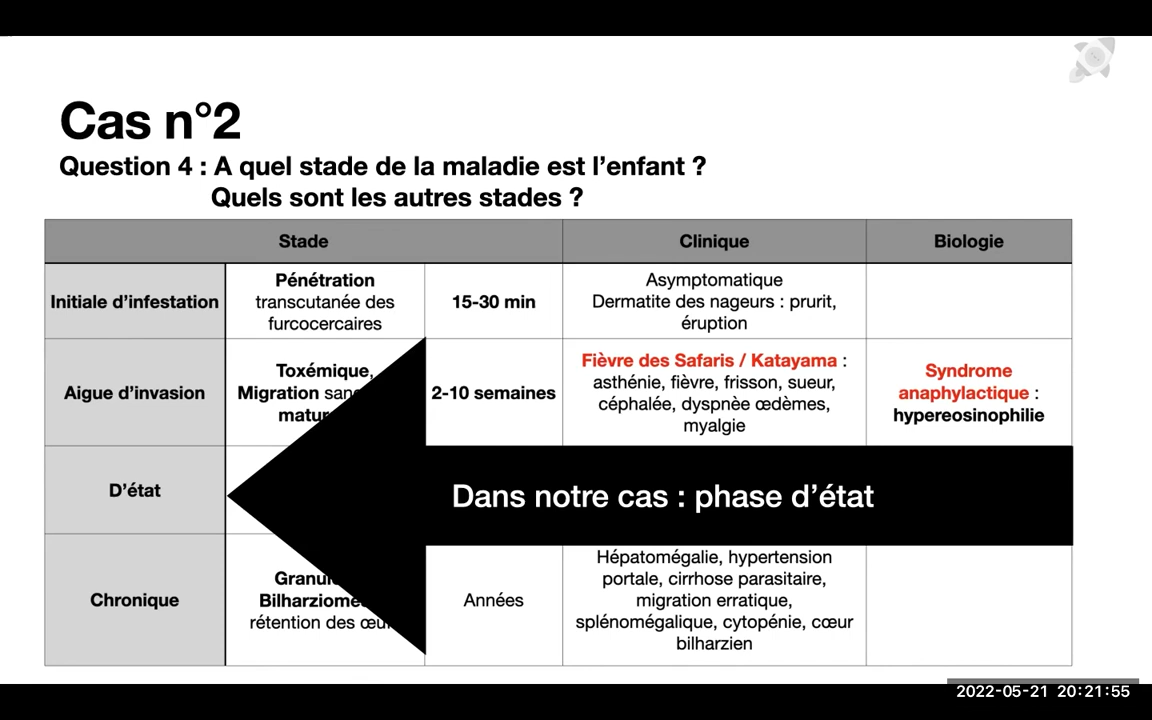 Cas n°2
Question 4 : A quel stade de la maladie est l’enfant ?
Quels sont les autres stades ?
Stade
Clinique
Biologie
Initiale d’infestation
Pénétration
transcutanée des
furcocercaires
15-30 min
Asymptomatique
Dermatite des nageurs : prurit,
éruption
Aigue d’invasion
Toxémique,
Migration
2-10 semaines
Fièvre des Safaris / Katayama :
asthénie, fièvre, frisson, sueur,
céphalée, dyspnèe œdèmes,
myalgie
Syndrome
anaphylactique :
hypereosinophilie
D’état
Dans notre cas : phase d’état
Chronique
rétention des
Années
Hépatomégalie, hypertension
portale, cirrhose parasitaire,
migration erratique,
splénomégalique, cytopénie, cœur
bilharzien
2022-05-21 20:21:55